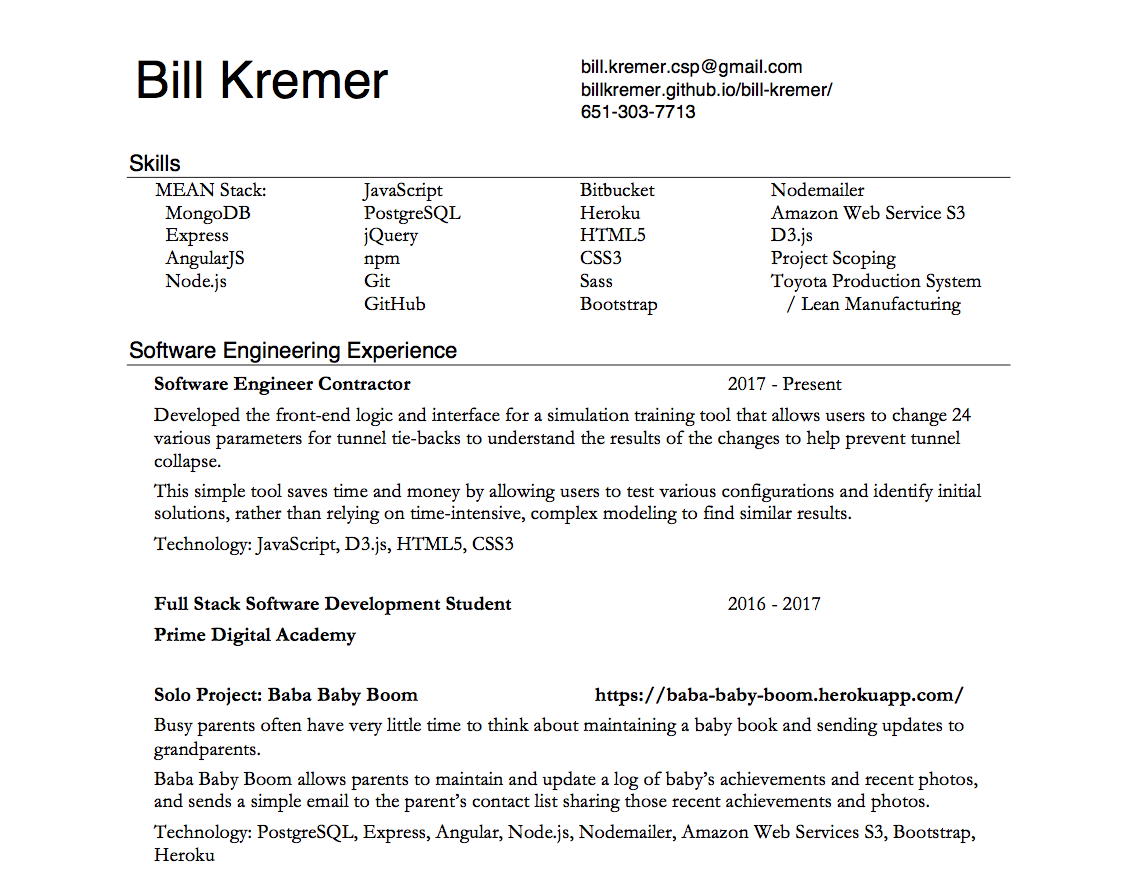 Bill Kremer
bill.kremer.csp@gmail.com
billkremer.github.io/bill-kremer/
651-303-7713
Skills
MEAN Stack:
MongoDB
Express
AngularJS
Node.js
JavaScript
PostgreSQL
jQuery
npm
Git
GitHub
Bitbucket
Heroku
HTML5
CSS3
Sass
Bootstrap
Nodemailer
Amazon Web Service S3
D3.js
Project Scoping
Toyota Production System
/ Lean Manufacturing
Software Engineering Experience
Software Engineer Contractor 2017 - Present
Developed the front-end logic and interface for a simulation training tool that allows users to change 24
various parameters for tunnel tie-backs to understand the results of the changes to help prevent tunnel
collapse.
This simple tool saves time and money by allowing users to test various configurations and identify initial
solutions, rather than relying on time-intensive, complex modeling to find similar results.
Technology: JavaScript, D3.js, HTML5, CSS3
Full Stack Software Development Student 2016 - 2017
Prime Digital Academy
Solo Project: Baba Baby Boom https://baba-baby-boom.herokuapp.com/
Busy parents often have very little time to think about maintaining a baby book and sending updates to
grandparents.
Baba Baby Boom allows parents to maintain and update a log of baby's achievements and recent photos,
and sends a simple email to the parent's contact list sharing those recent achievements and photos.
Technology: PostgreSQL, Express, Angular, Node.js, Nodemailer, Amazon Web Services S3, Bootstrap,
Heroku